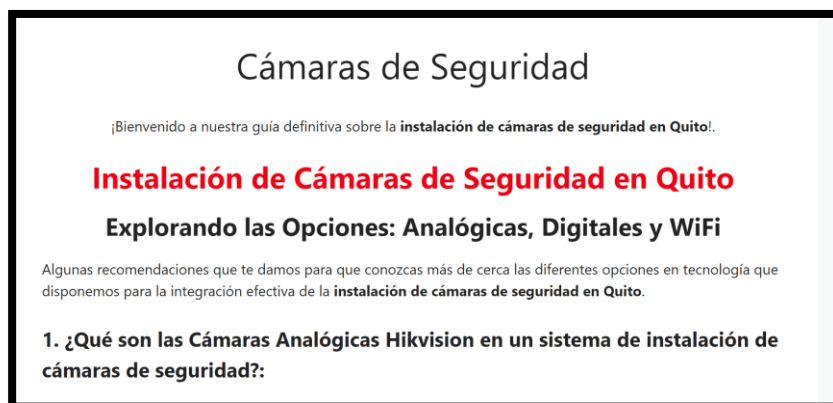 Cámaras de Seguridad
¡Bienvenido a nuestra guía definitiva sobre la instalación de cámaras de seguridad en Quito!.
Instalación de Cámaras de Seguridad en Quito
Explorando las Opciones: Analógicas, Digitales y WiFi
Algunas recomendaciones que te damos para que conozcas más de cerca las diferentes opciones en tecnología que
disponemos para la integración efectiva de la instalación de cámaras de seguridad en Quito.
1. ¿Qué son las Cámaras Analógicas Hikvision en un sistema de instalación de
cámaras de seguridad?: